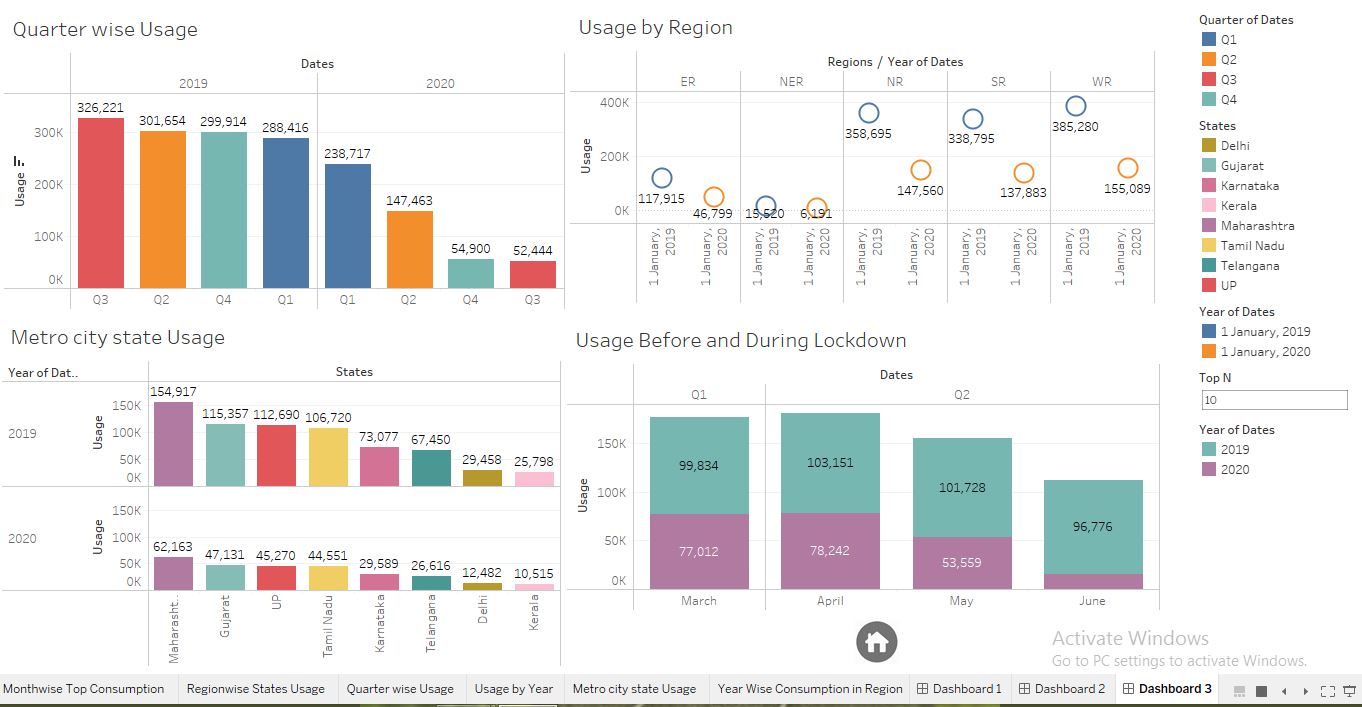 Quarter wise Usage
Dates
2019
2020
Usage
300K
200K
100K
0K
326,221
301,654
299,914
288,416
238,717
147,463
54,900
52,444
Q3
Q2
Q4
Q1
Q1
Q2
Q4
Q3
Usage by Region
Regions / Year of Dates
ER
NER
NR
SR
WR
Usage
400K
200K
0K
117,915
46,799
15,520
6,191
358,695
147,560
338,795
137,883
385,280
155,089
1 January, 2019
1 January, 2020
1 January, 2019
1 January, 2020
1 January, 2019
1 January, 2020
1 January, 2019
1 January, 2020
1 January, 2019
1 January, 2020
Metro city state Usage
Year of Dat..
States
2019
Usage
150K
100K
50K
0K
154,917
115,357
112,690
106,720
73,077
67,450
29,458
25,798
2020
Usage
150K
100K
50K
0K
62,163
47,131
45,270
44,551
29,589
26,616
12,482
10,515
Maharasht..
Gujarat
UP
Tamil Nadu
Karnataka
Telangana
Delhi
Kerala
Usage Before and During Lockdown
Dates
Q1
Q2
Usage
150K
100K
50K
0K
99,834
77,012
103,151
78,242
101,728
53,559
96,776
March
April
May
June
Quarter of Dates
Q1
Q2
Q3
Q4
States
Delhi
Gujarat
Karnataka
Kerala
Maharashtra
Tamil Nadu
Telangana
UP
Year of Dates
1 January, 2019
1 January, 2020
Top N
10
Year of Dates
2019
2020
Activate Windows
Go to PC settings to activate Windows.
Monthwise Top Consumption
Regionwise States Usage
Quarter wise Usage
Usage by Year
Metro city state Usage
Year Wise Consumption in Region
Dashboard 1
Dashboard 2
Dashboard 3